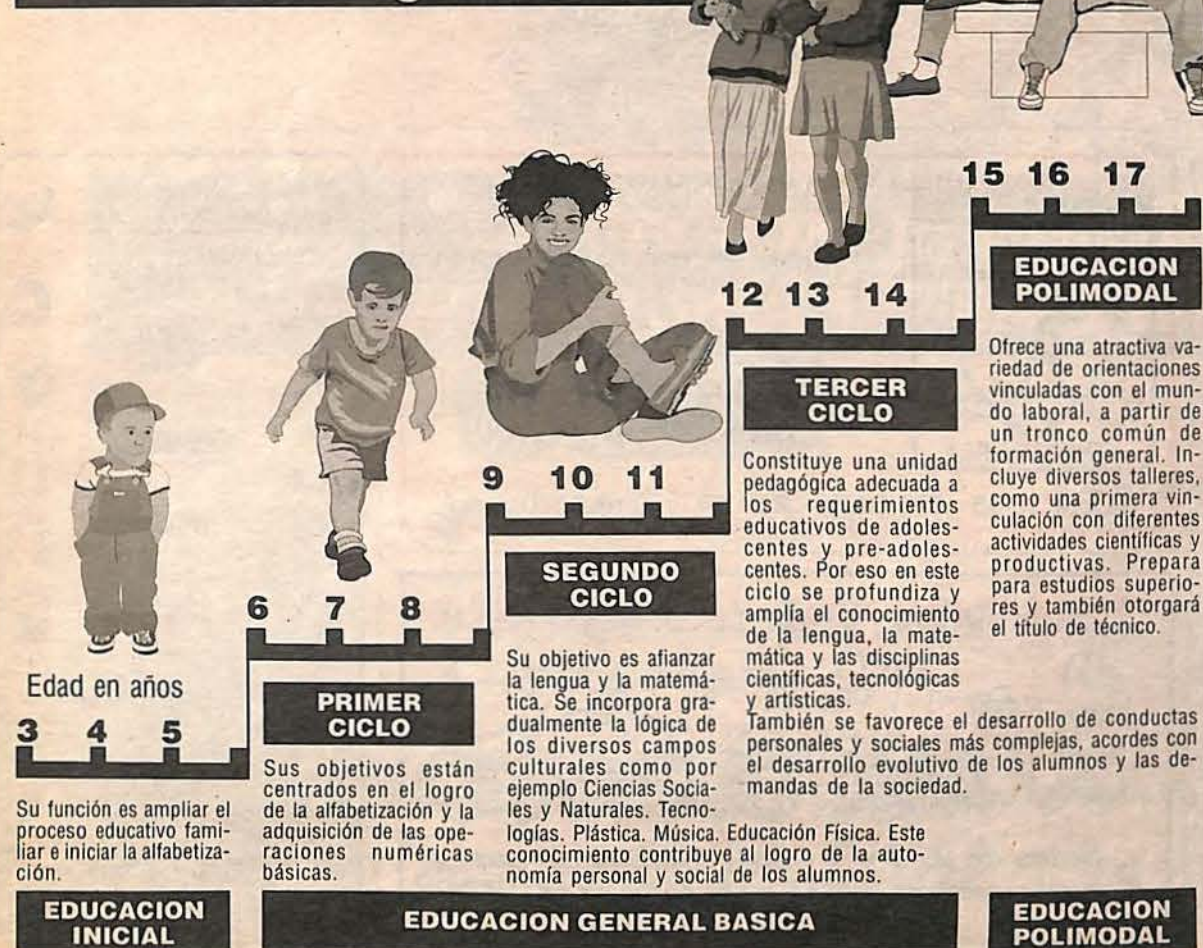 Edad en años
3 4 5
Su función es ampliar el
proceso educativo fami-
liar e iniciar la alfabetiza-
ción.
EDUCACION
INICIAL
6 7 8
PRIMER
CICLO
Sus objetivos están
centrados en el logro
de la alfabetización y la
adquisición de las ope-
raciones numéricas
básicas.
9 10 11
SEGUNDO
CICLO
Su objetivo es afianzar
la lengua y la matemá-
tica. Se incorpora gra-
dualmente la lógica de
los diversos campos
culturales como por
ejemplo Ciencias Socia-
les y Naturales. Tecno-
logías. Plástica. Música. Educación Física. Este
conocimiento contribuye al logro de la auto-
nomía personal y social de los alumnos.
12 13 14
TERCER
CICLO
Constituye una unidad
pedagógica adecuada a
los requerimientos
educativos de adoles-
centes y pre-adoles-
centes. Por eso en este
ciclo se profundiza y
amplía el conocimiento
de la lengua, la mate-
mática y las disciplinas
científicas, tecnológicas
y artísticas.
También se favorece el desarrollo de conductas
personales y sociales más complejas, acordes con
el desarrollo evolutivo de los alumnos y las de-
mandas de la sociedad.
EDUCACION GENERAL BASICA
15 16 17
EDUCACION
POLIMODAL
Ofrece una atractiva va-
riedad de orientaciones
vinculadas con el mun-
do laboral, a partir de
un tronco común de
formación general. In-
cluye diversos talleres,
como una primera vin-
culación con diferentes
actividades científicas y
productivas. Prepara
para estudios superio-
res y también otorgará
el título de técnico.
EDUCACION
POLIMODAL